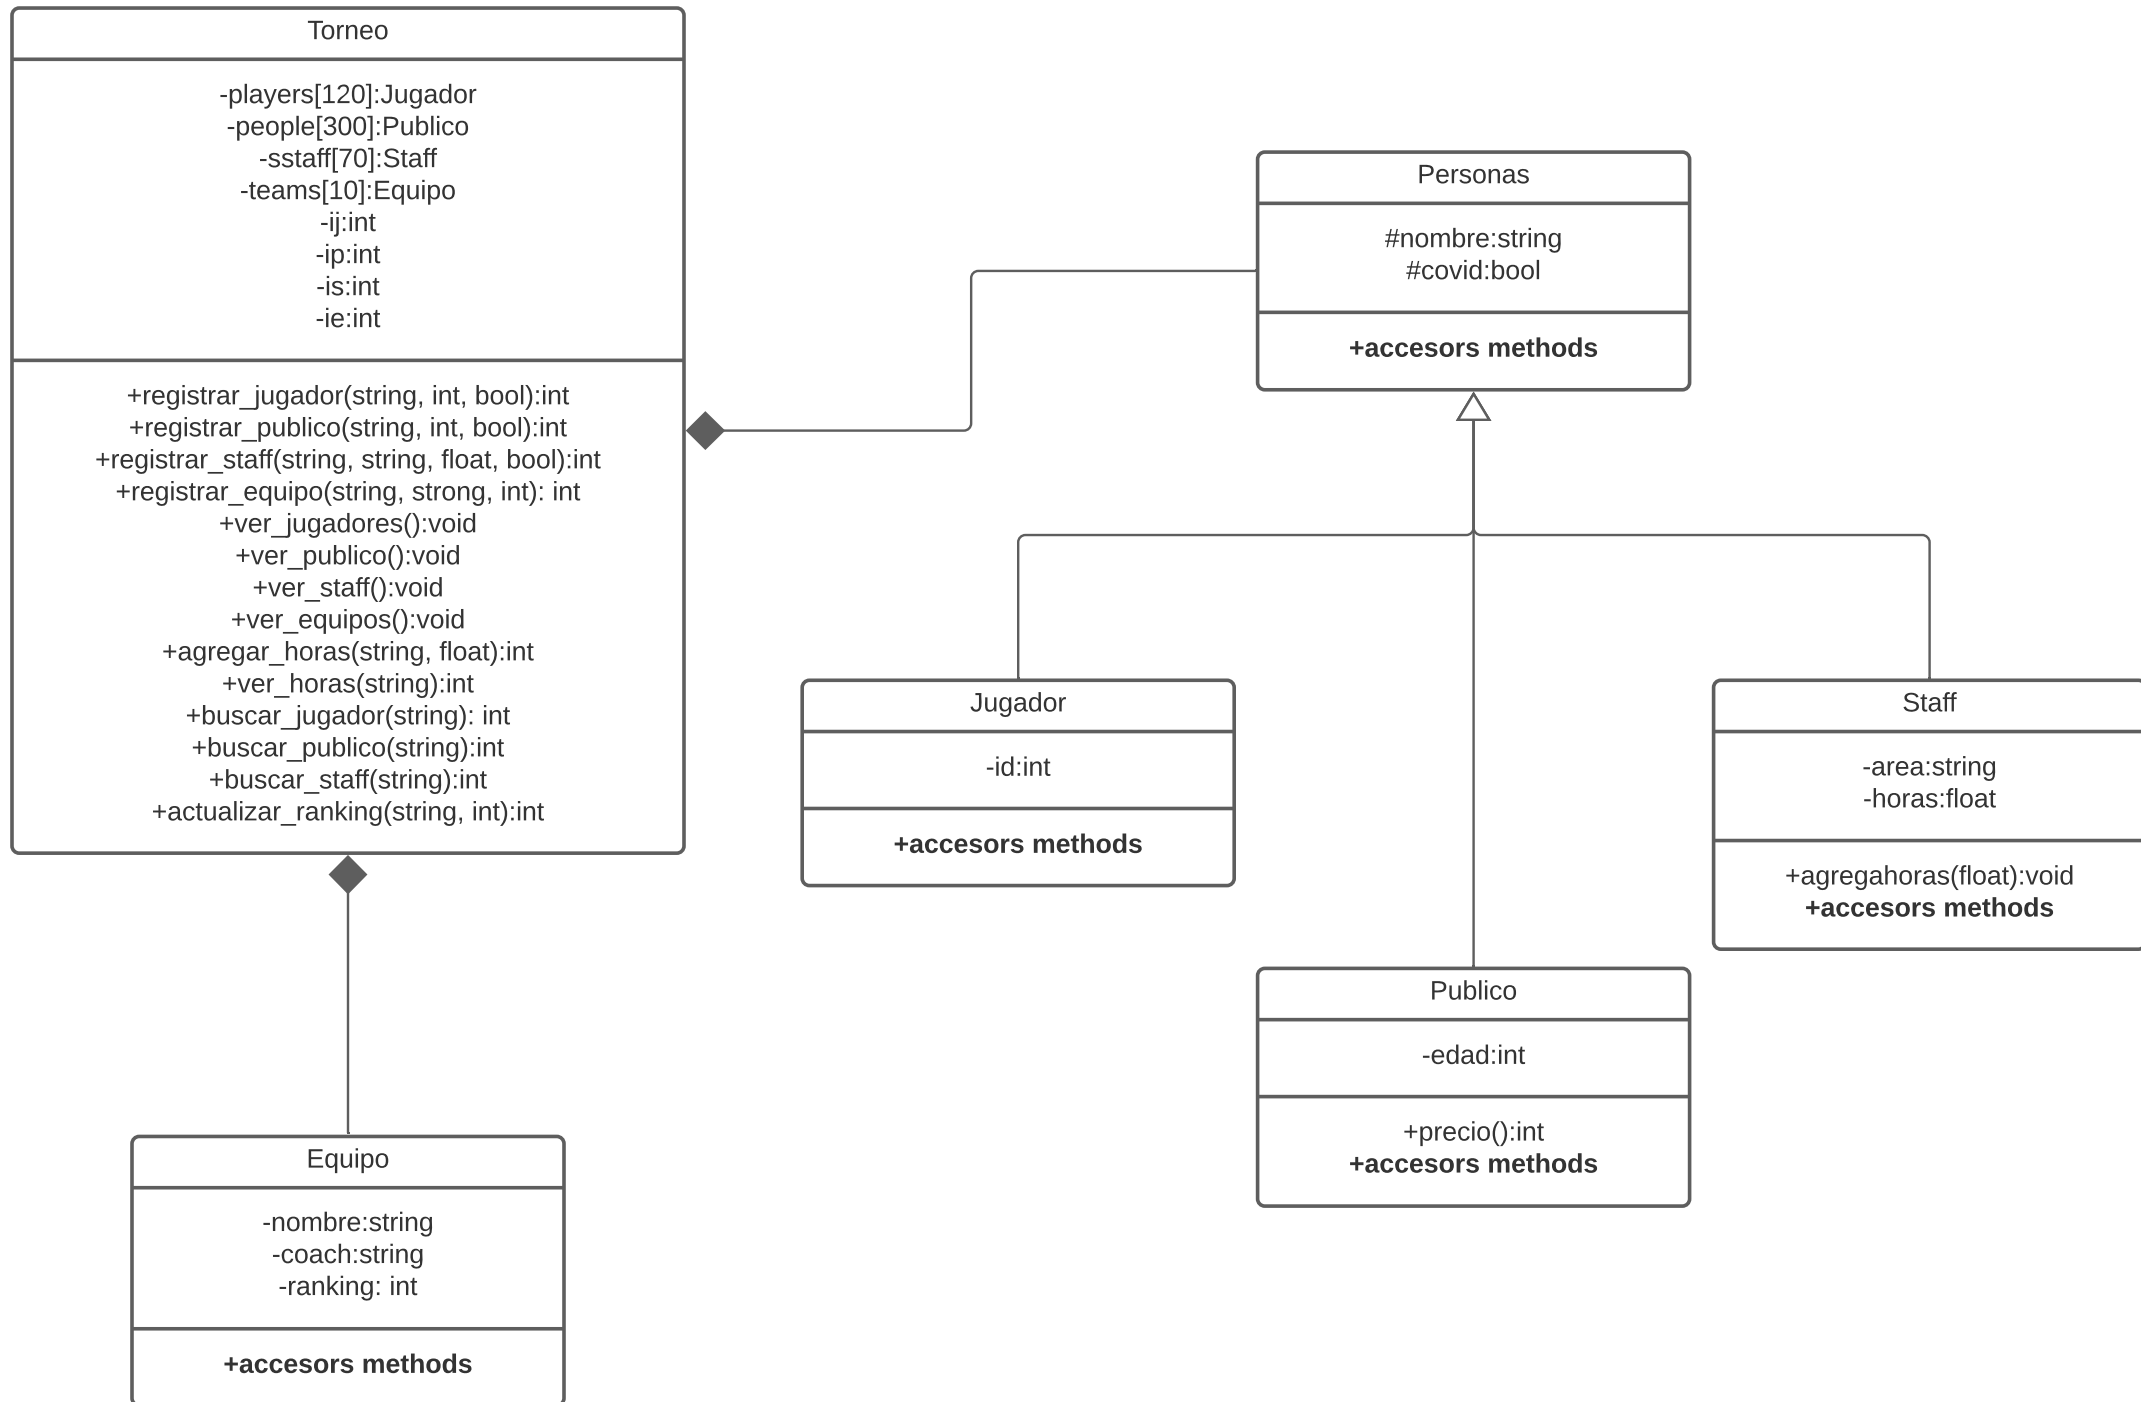 Torneo
-players[120]:Jugador
-people[300]:Publico
-sstaff[70]:Staff
-teams[10]:Equipo
-ij:int
-ip:int
-is:int
-ie:int
+registrar_jugador(string, int, bool):int
+registrar_publico(string, int, bool):int
+registrar_staff(string, string, float, bool):int
+registrar_equipo(string, strong, int): int
+ver_jugadores():void
+ver_publico():void
+ver_staff():void
+ver_equipos():void
+agregar_horas(string, float):int
+ver_horas(string):int
+buscar_jugador(string): int
+buscar_publico(string):int
+buscar_staff(string):int
+actualizar_ranking(string, int):int
Personas
#nombre:string
#covid:bool
+accesors methods
Jugador
-id:int
+accesors methods
Staff
-area:string
-horas:float
+agregahoras(float):void
+accesors methods
Publico
-edad:int
+precio():int
+accesors methods
Equipo
-nombre:string
-coach:string
-ranking: int
+accesors methods